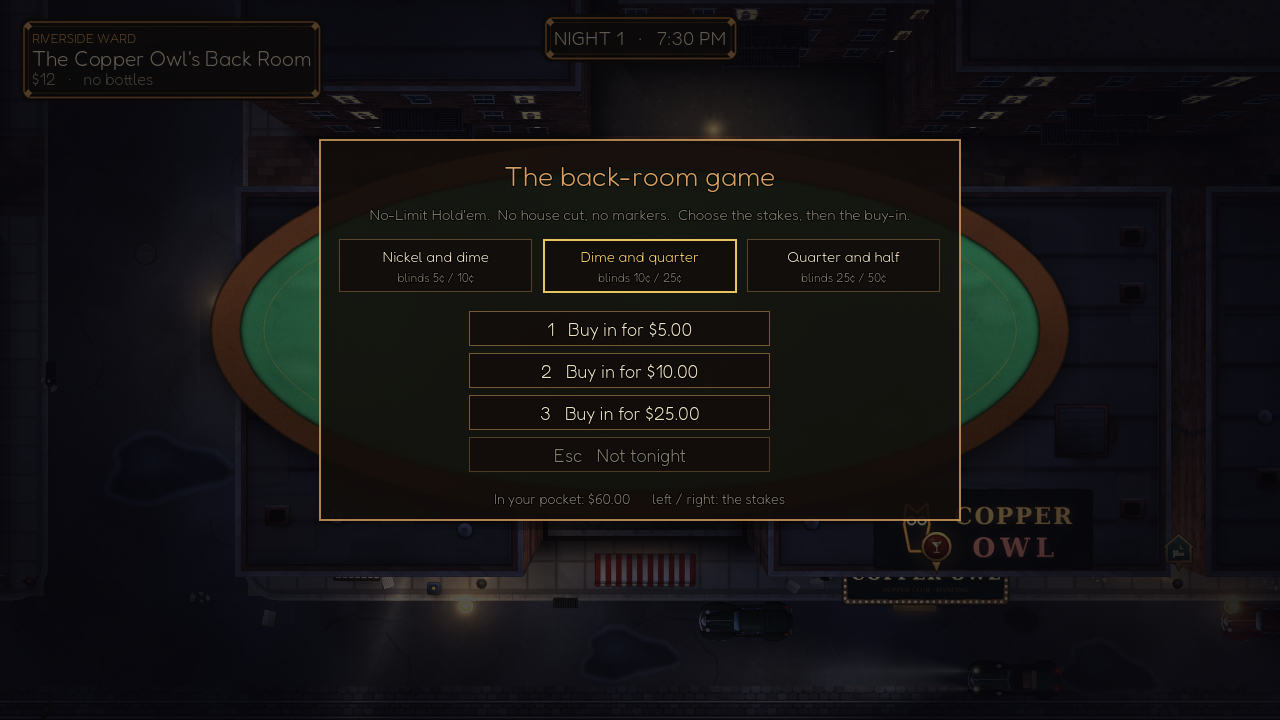 RIVERSIDE WARD
The Copper Owl's Back Room
$12 · no bottles
NIGHT 1 · 7:30 PM
The back-room game
No-Limit Hold'em. No house cut, no markers. Choose the stakes, then the buy-in.
Nickel and dime
blinds 5¢ / 10¢
Dime and quarter
blinds 10¢ / 25¢
Quarter and half
blinds 25¢ / 50¢
1 Buy in for $5.00
2 Buy in for $10.00
3 Buy in for $25.00
Esc Not tonight
In your pocket: $60.00 left / right: the stakes
COPPER
OWL
COPPER OWL